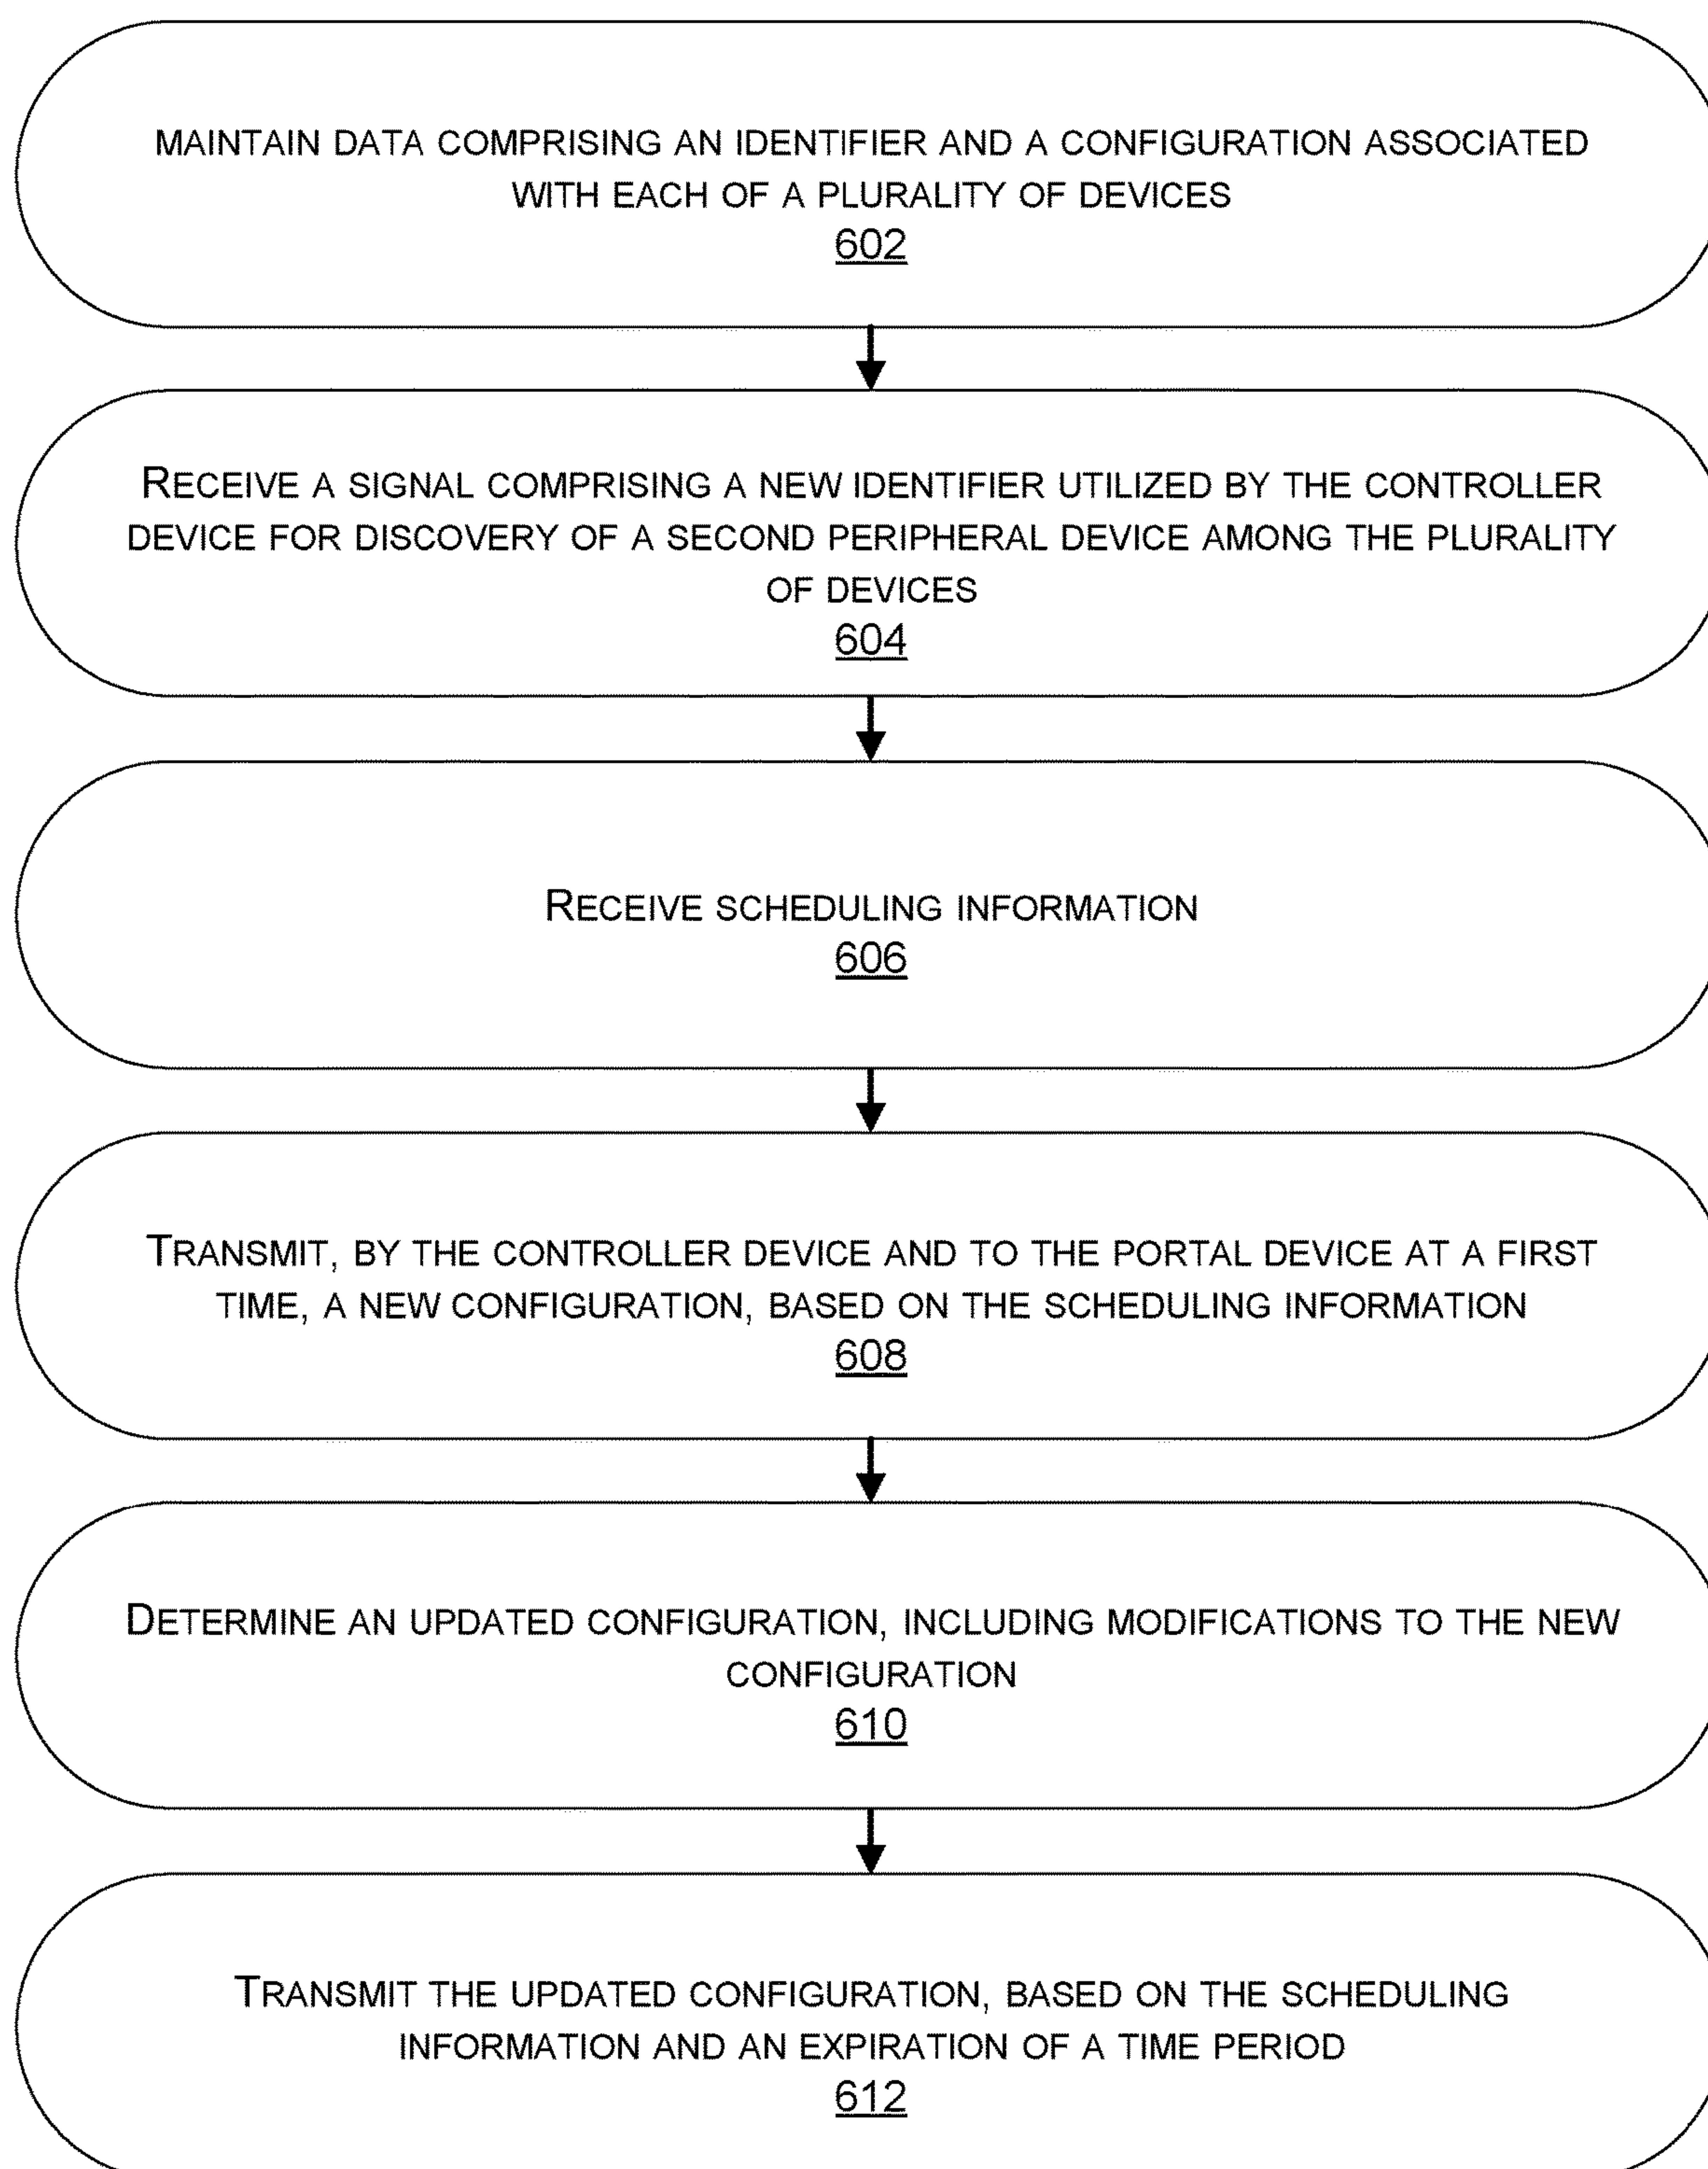 MAINTAIN DATA COMPRISING AN IDENTIFIER AND A CONFIGURATION ASSOCIATED
WITH EACH OF A PLURALITY OF DEVICES
602
RECEIVE A SIGNAL COMPRISING A NEW IDENTIFIER UTILIZED BY THE CONTROLLER
DEVICE FOR DISCOVERY OF A SECOND PERIPHERAL DEVICE AMONG THE PLURALITY
OF DEVICES
604
RECEIVE SCHEDULING INFORMATION
606
TRANSMIT, BY THE CONTROLLER DEVICE AND TO THE PORTAL DEVICE AT A FIRST
TIME, A NEW CONFIGURATION, BASED ON THE SCHEDULING INFORMATION
608
DETERMINE AN UPDATED CONFIGURATION, INCLUDING MODIFICATIONS TO THE NEW
CONFIGURATION
610
TRANSMIT THE UPDATED CONFIGURATION, BASED ON THE SCHEDULING
INFORMATION AND AN EXPIRATION OF A TIME PERIOD
612